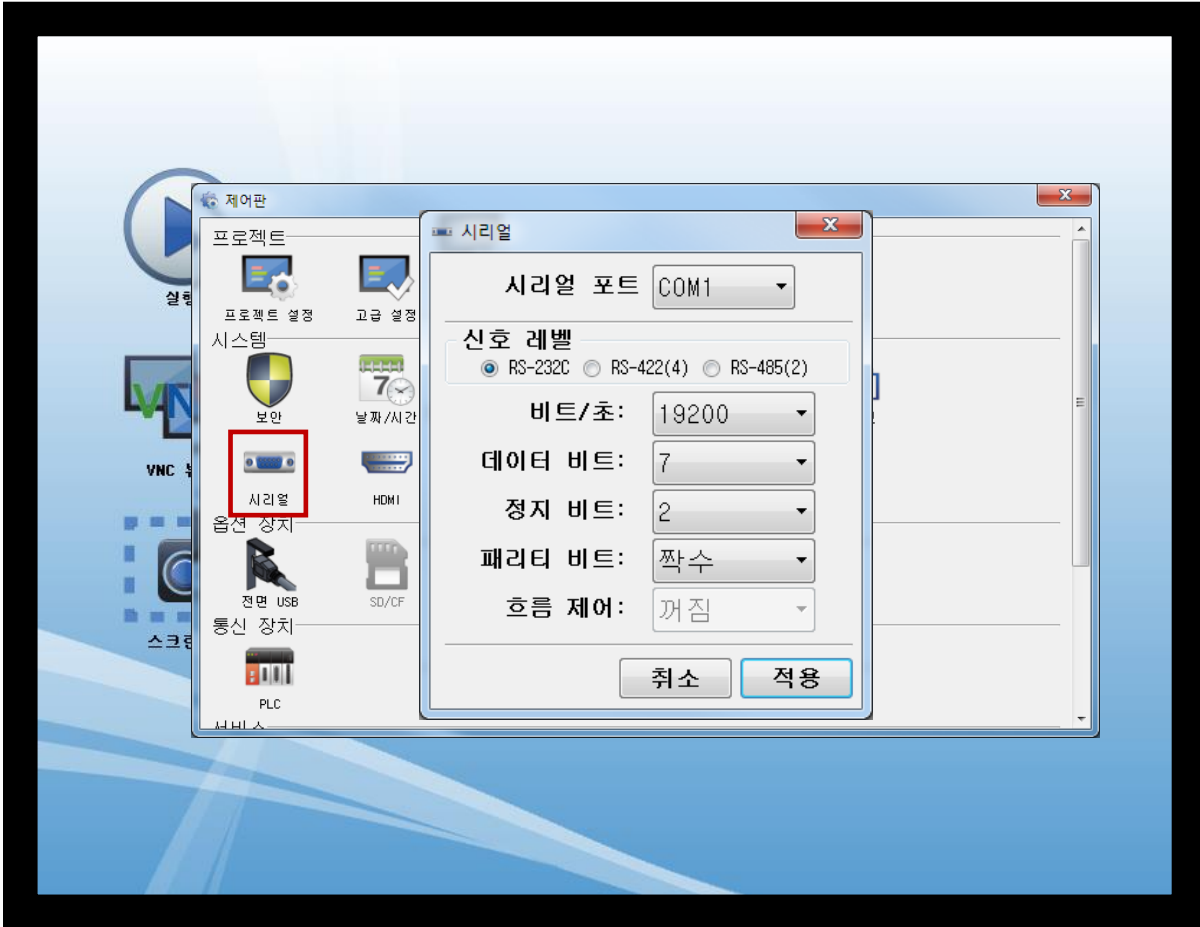 제어판
시리얼
프로젝트
프로젝트 설정
고급 설정
시스템
보안
7
날짜/시간
시리얼
HDMI
옵션 장치
전면 USB
SD/CF
통신 장치
PLC
서비스
시리얼 포트 COM1
신호 레벨
RS-232C RS-422(4) RS-485(2)
비트/초: 19200
데이터 비트: 7
정지 비트: 2
패리티 비트: 짝수
흐름 제어: 꺼짐
취소 적용
VNC